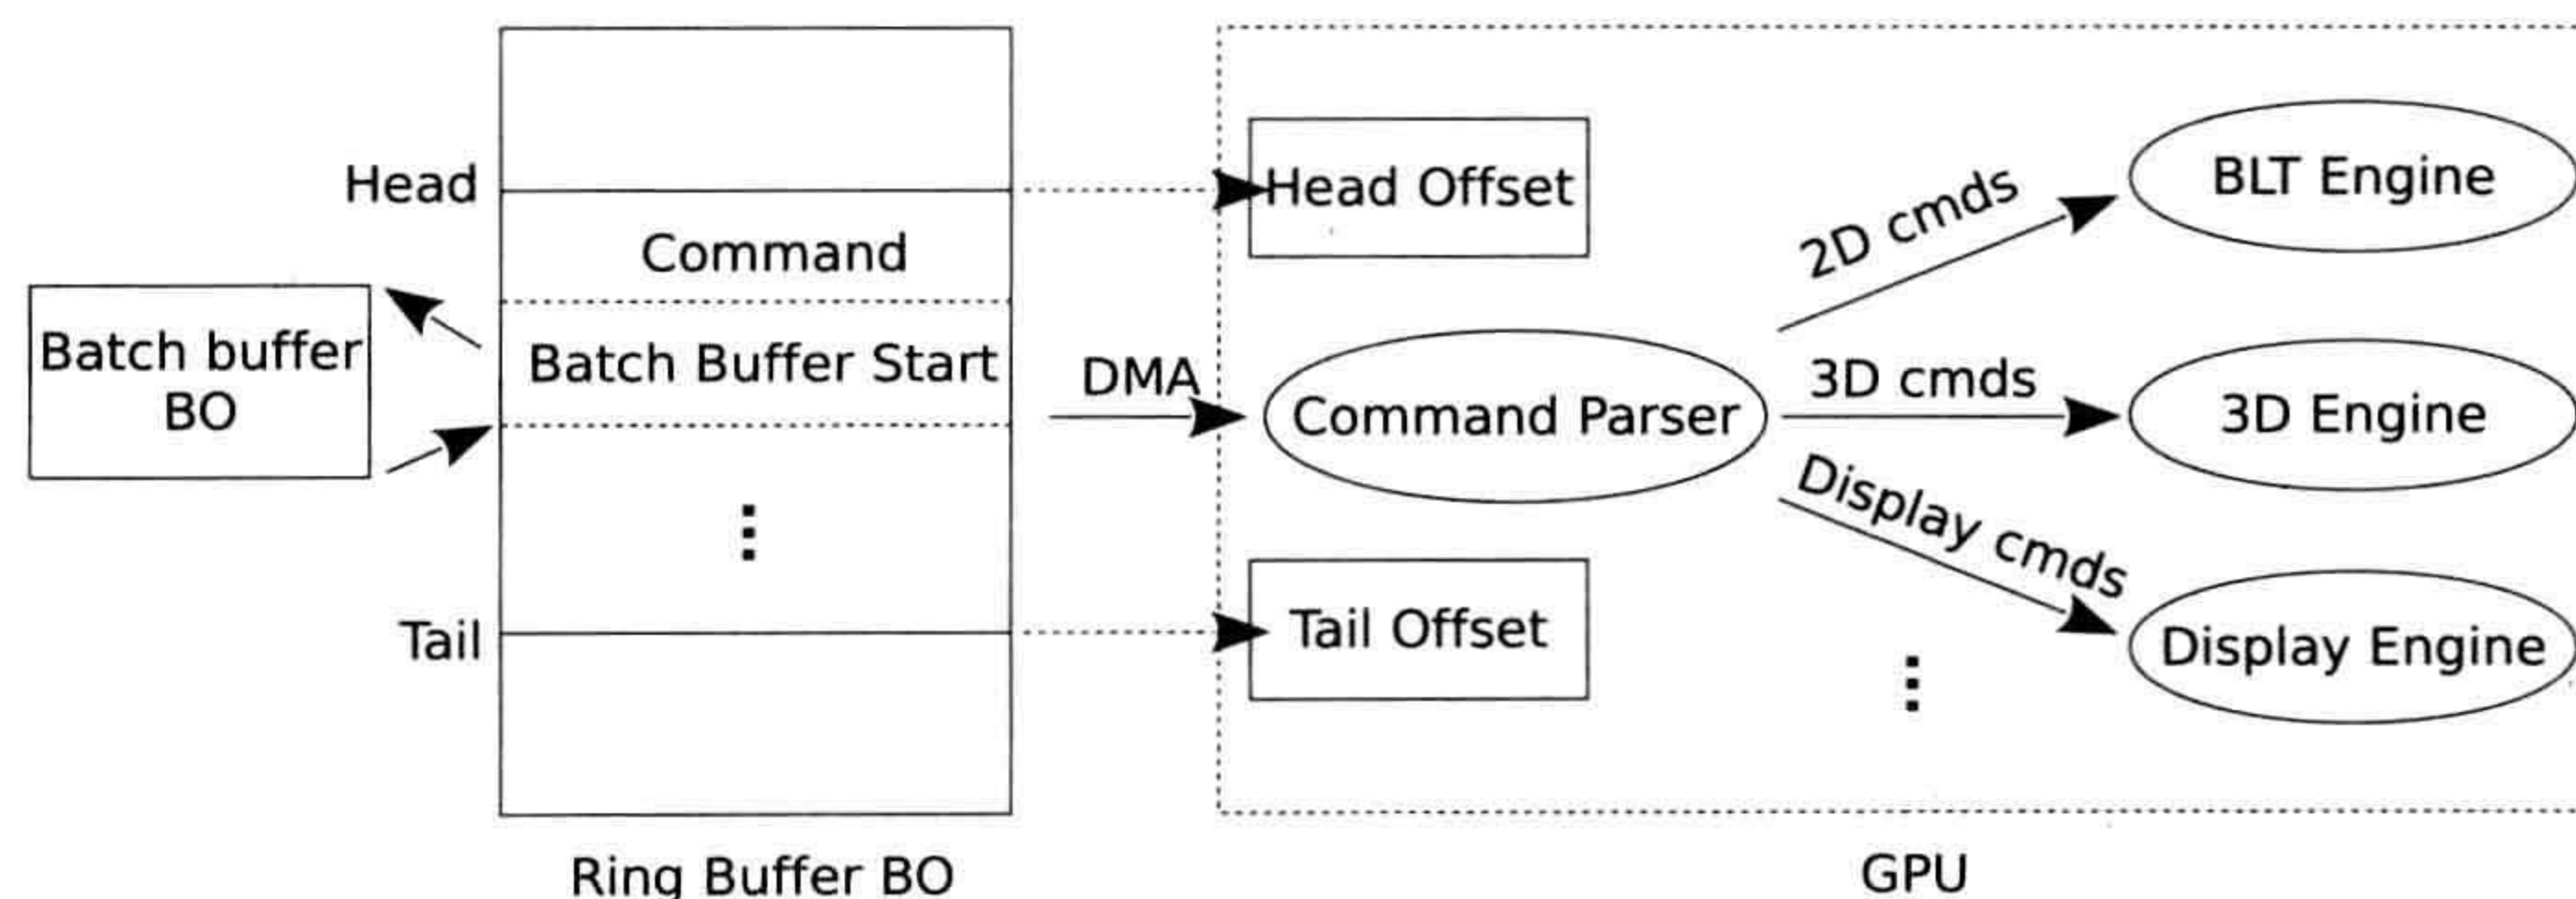 Head
Command
Batch buffer
BO
Batch Buffer Start
Tail
Ring Buffer BO
DMA
Head Offset
Command Parser
Tail Offset
2D cmds
3D cmds
Display cmds
BLT Engine
3D Engine
Display Engine
GPU